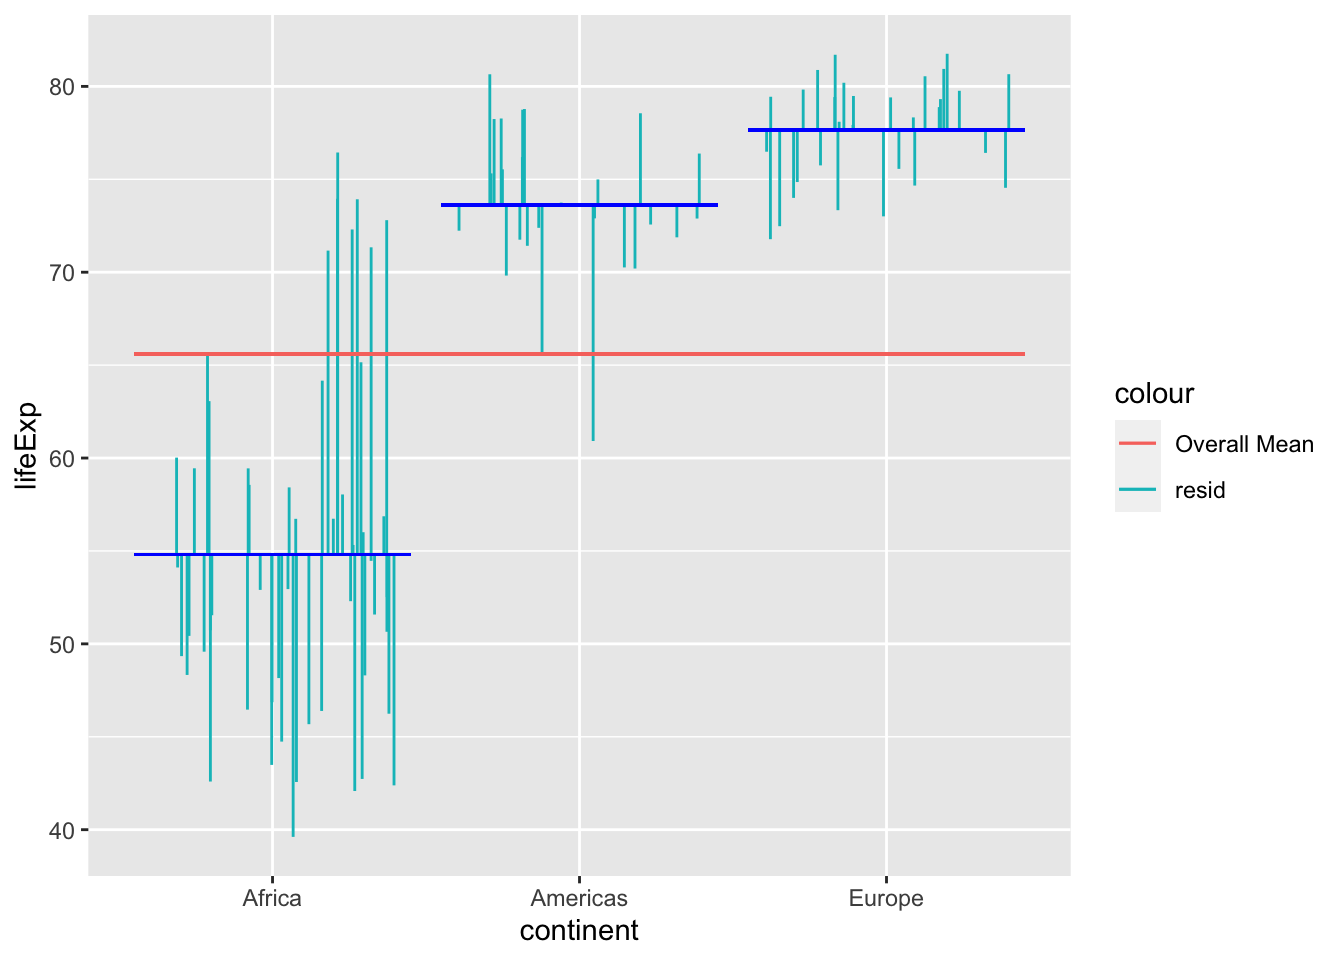 80
70
60
50
40
lifeExp
Africa Americas Europe
continent
colour
Overall Mean
resid